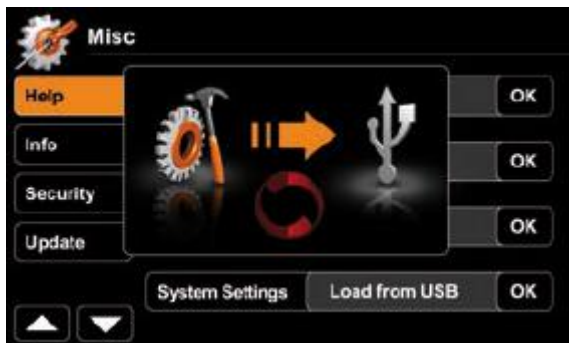 Misc
Help
OK
Info
OK
Security
OK
Update
System Settings Load from USB OK